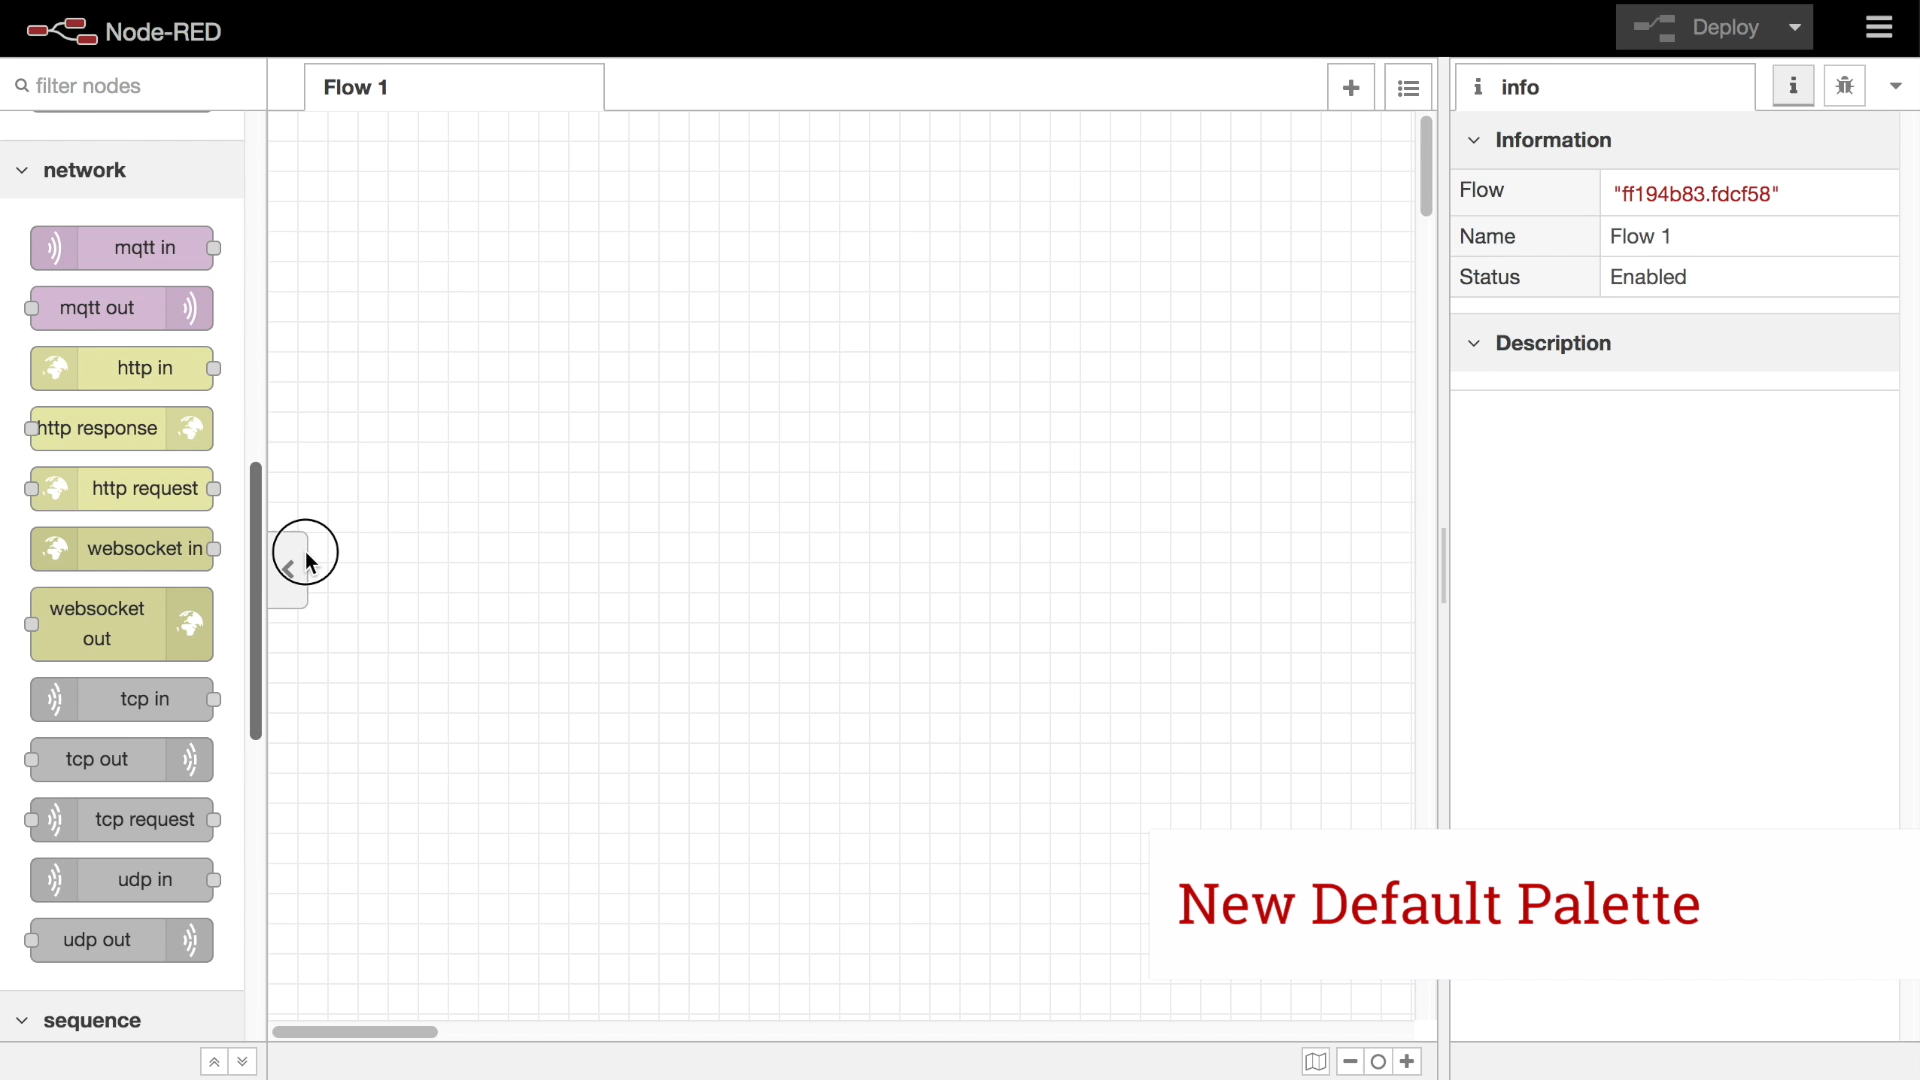 Node-RED
Deploy
filter nodes
Flow 1
i info
i
network
Information
mqtt in
Flow "ff194b83.fdcf58"
Name Flow 1
mqtt out
Status Enabled
http in
Description
http response
http request
websocket in
websocket
out
tcp in
tcp out
tcp request
udp in
New Default Palette
udp out
sequence